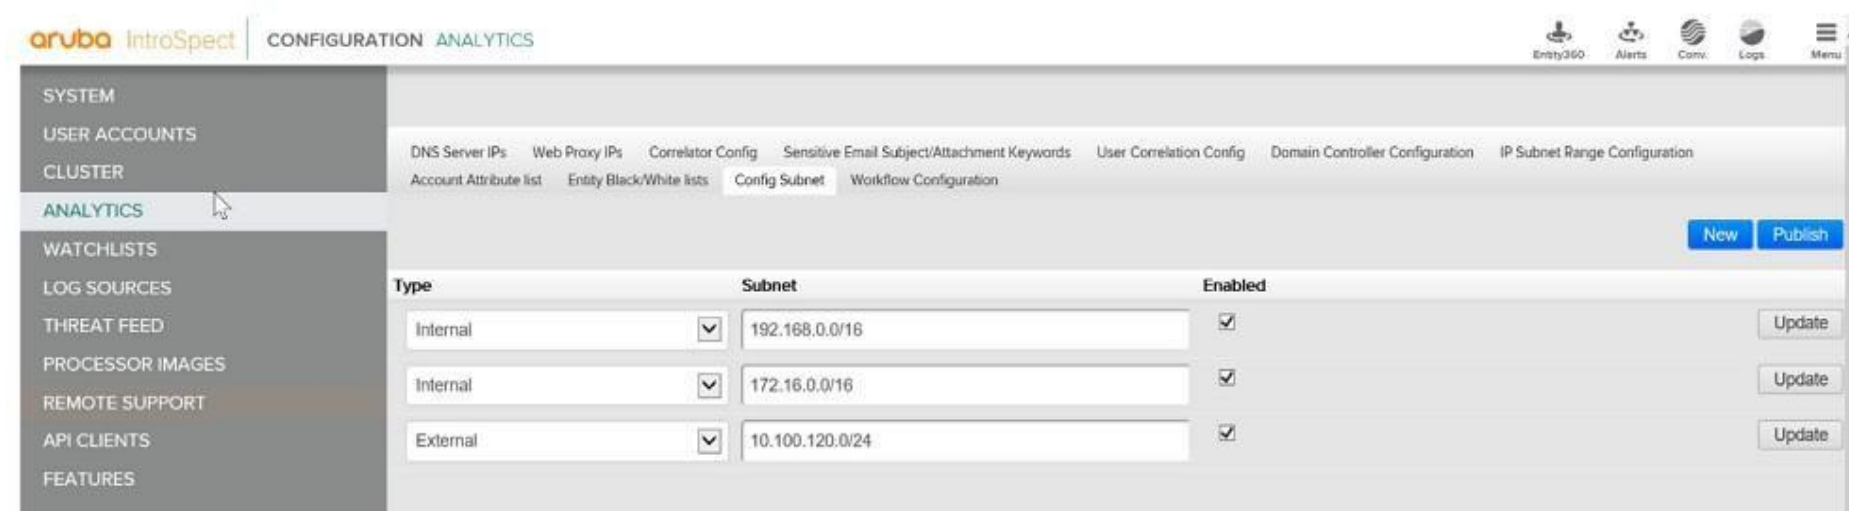 aruba IntroSpect CONFIGURATION ANALYTICS
Entity360 Alerts Conv. Logs Menu
SYSTEM
USER ACCOUNTS
CLUSTER
ANALYTICS
WATCHLISTS
LOG SOURCES
THREAT FEED
PROCESSOR IMAGES
REMOTE SUPPORT
API CLIENTS
FEATURES
DNS Server IPs Web Proxy IPs Correlator Config Sensitive Email Subject/Attachment Keywords User Correlation Config Domain Controller Configuration IP Subnet Range Configuration
Account Attribute list Entity Black/White lists Config Subnet Workflow Configuration
New Publish
Type Subnet Enabled
Internal 192.168.0.0/16 Update
Internal 172.16.0.0/16 Update
External 10.100.120.0/24 Update